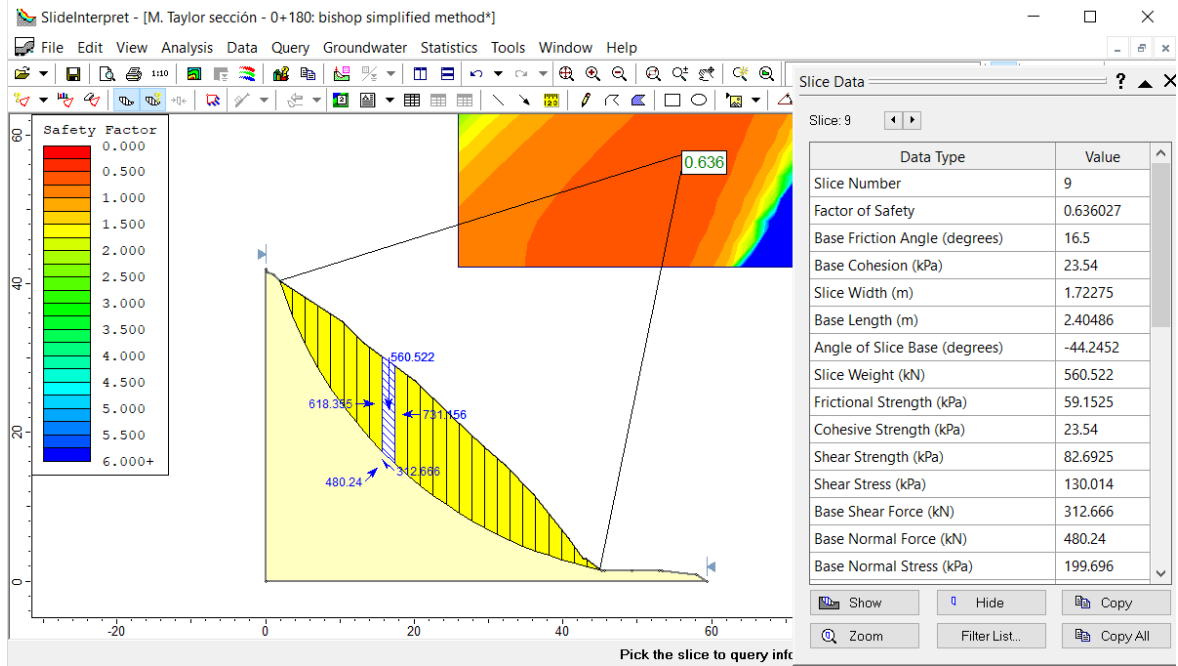 SlideInterpret - [M. Taylor sección - 0+180: bishop simplified method*]
File Edit View Analysis Data Query Groundwater Statistics Tools Window Help
1:10
Safety Factor
0.000
0.500
1.000
1.500
2.000
2.500
3.000
3.500
4.000
4.500
5.000
5.500
6.000+
0.636
560.522
618.355
731.156
480.24
312.666
60
40
20
0
-20 0 20 40 60
Pick the slice to query info
Slice Data
?
Slice: 9
Data Type Value
Slice Number 9
Factor of Safety 0.636027
Base Friction Angle (degrees) 16.5
Base Cohesion (kPa) 23.54
Slice Width (m) 1.72275
Base Length (m) 2.40486
Angle of Slice Base (degrees) -44.2452
Slice Weight (kN) 560.522
Frictional Strength (kPa) 59.1525
Cohesive Strength (kPa) 23.54
Shear Strength (kPa) 82.6925
Shear Stress (kPa) 130.014
Base Shear Force (kN) 312.666
Base Normal Force (kN) 480.24
Base Normal Stress (kPa) 199.696
Show Hide Copy
Zoom Filter List... Copy All